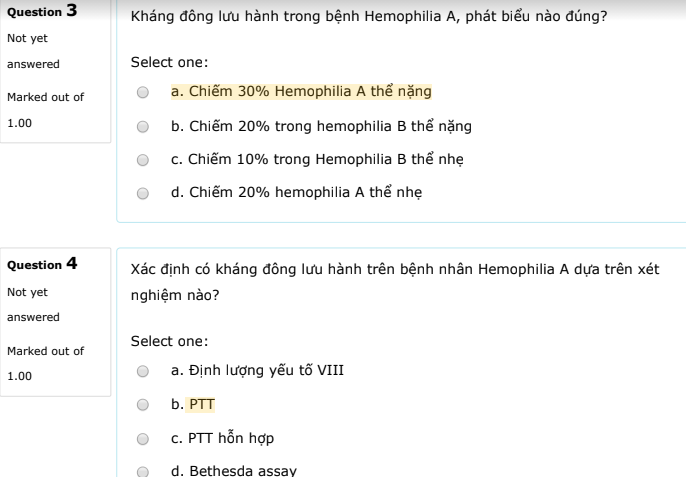 Question 3
Not yet
answered
Marked out of
1.00
Kháng đông lưu hành trong bệnh Hemophilia A, phát biểu nào đúng?
Select one:
a. Chiếm 30% Hemophilia A thể nặng
b. Chiếm 20% trong hemophilia B thể nặng
c. Chiếm 10% trong Hemophilia B thể nhẹ
d. Chiếm 20% hemophilia A thể nhẹ
Question 4
Not yet
answered
Marked out of
1.00
Xác định có kháng đông lưu hành trên bệnh nhân Hemophilia A dựa trên xét
nghiệm nào?
Select one:
a. Định lượng yếu tố VIII
b. PTT
c. PTT hỗn hợp
d. Bethesda assay